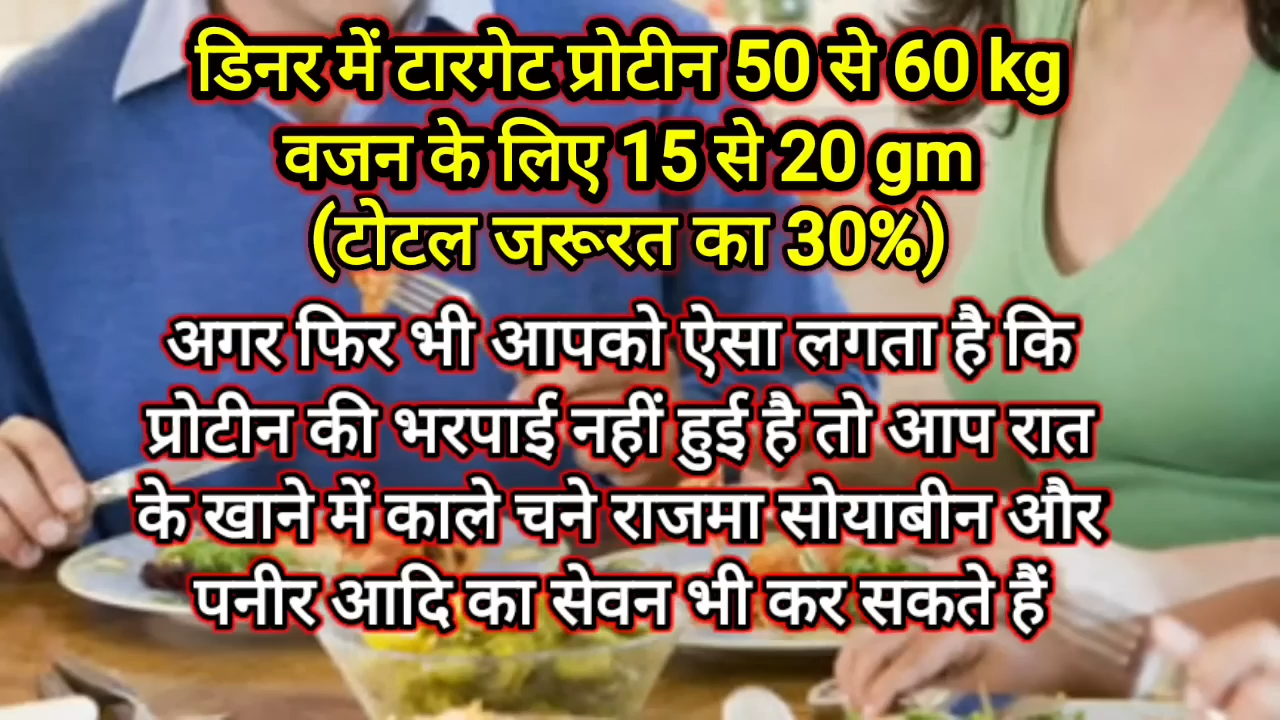 डिनर में टारगेट प्रोटीन 50 से 60 kg
वजन के लिए 15 से 20 gm
(टोटल जरूरत का 30%)
अगर फिर भी आपको ऐसा लगता है कि
प्रोटीन की भरपाई नहीं हुई है तो आप रात
के खाने में काले चने राजमा सोयाबीन और
पनीर आदि का सेवन भी कर सकते हैं